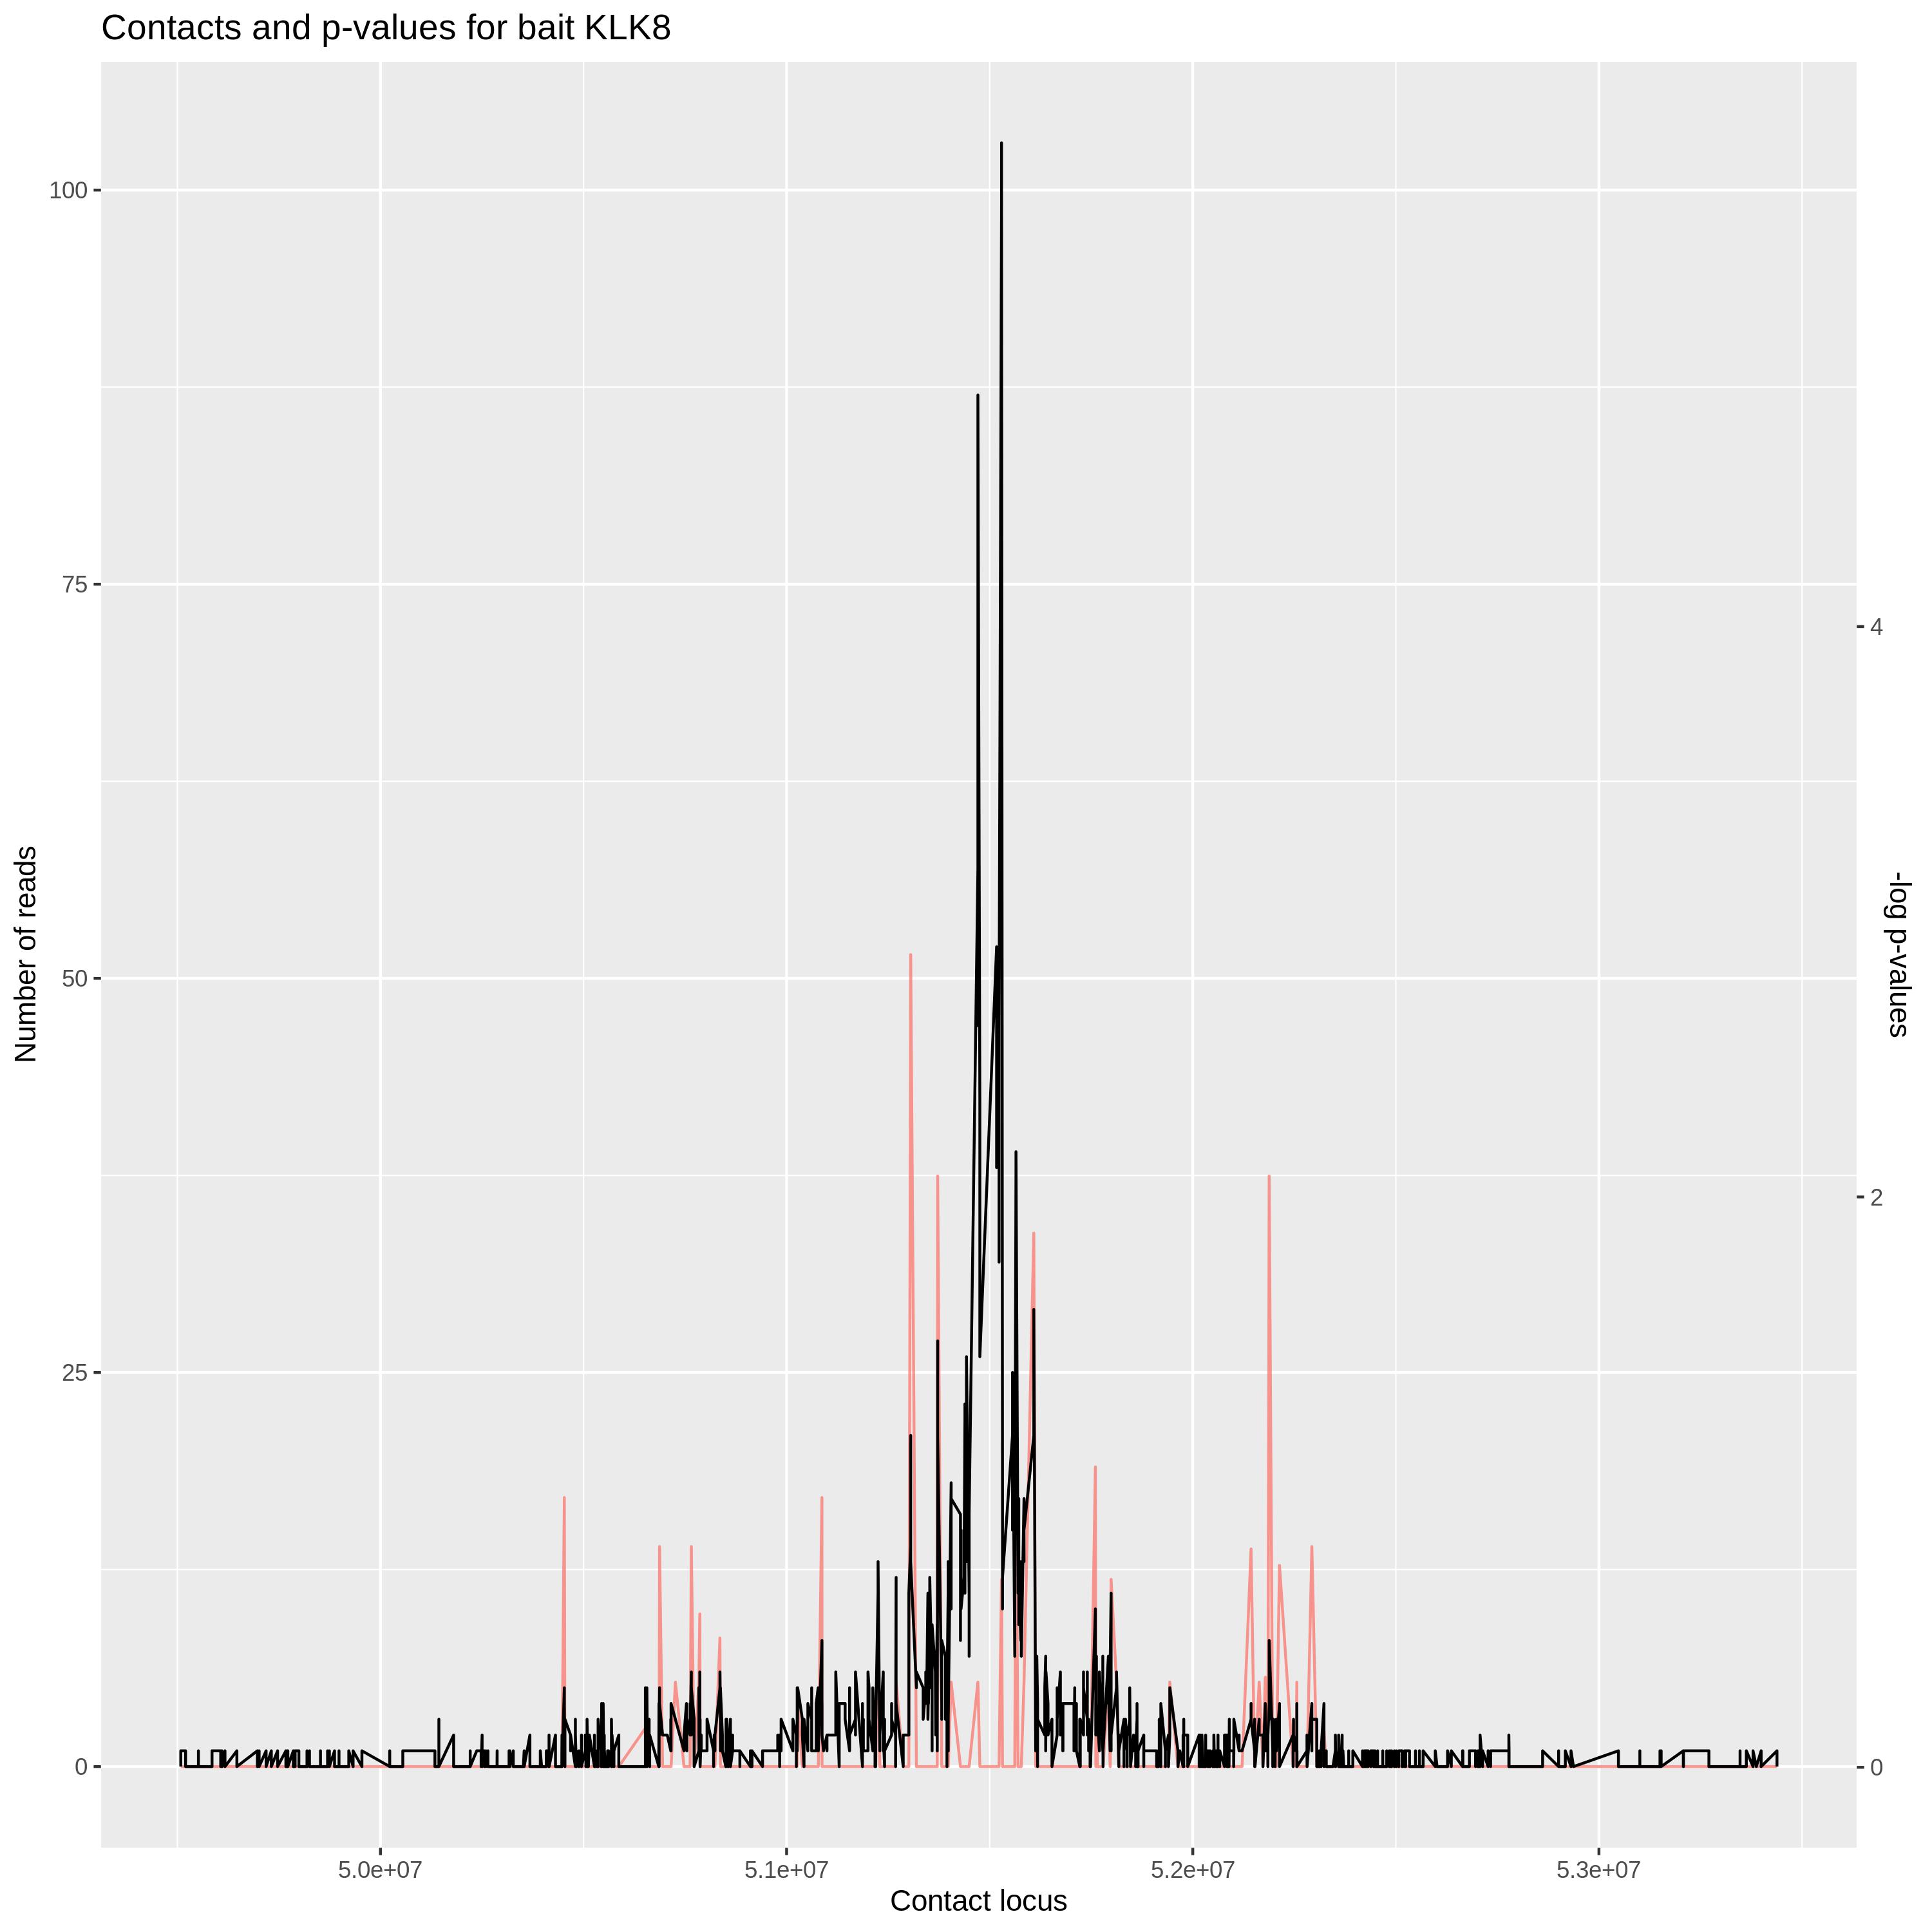 Contacts and p-values for bait KLK8
100
75
50
25
0
Number of reads
4
2
0
-log p-values
5.0e+07
5.1e+07
5.2e+07
5.3e+07
Contact locus